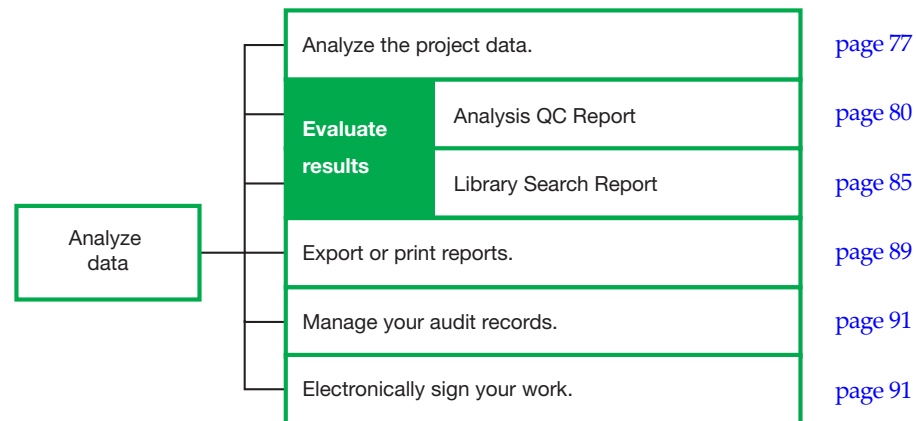 Analyze the project data. page 77
Evaluate
results
Analysis QC Report page 80
Library Search Report page 85
Analyze
data
Export or print reports. page 89
Manage your audit records. page 91
Electronically sign your work. page 91